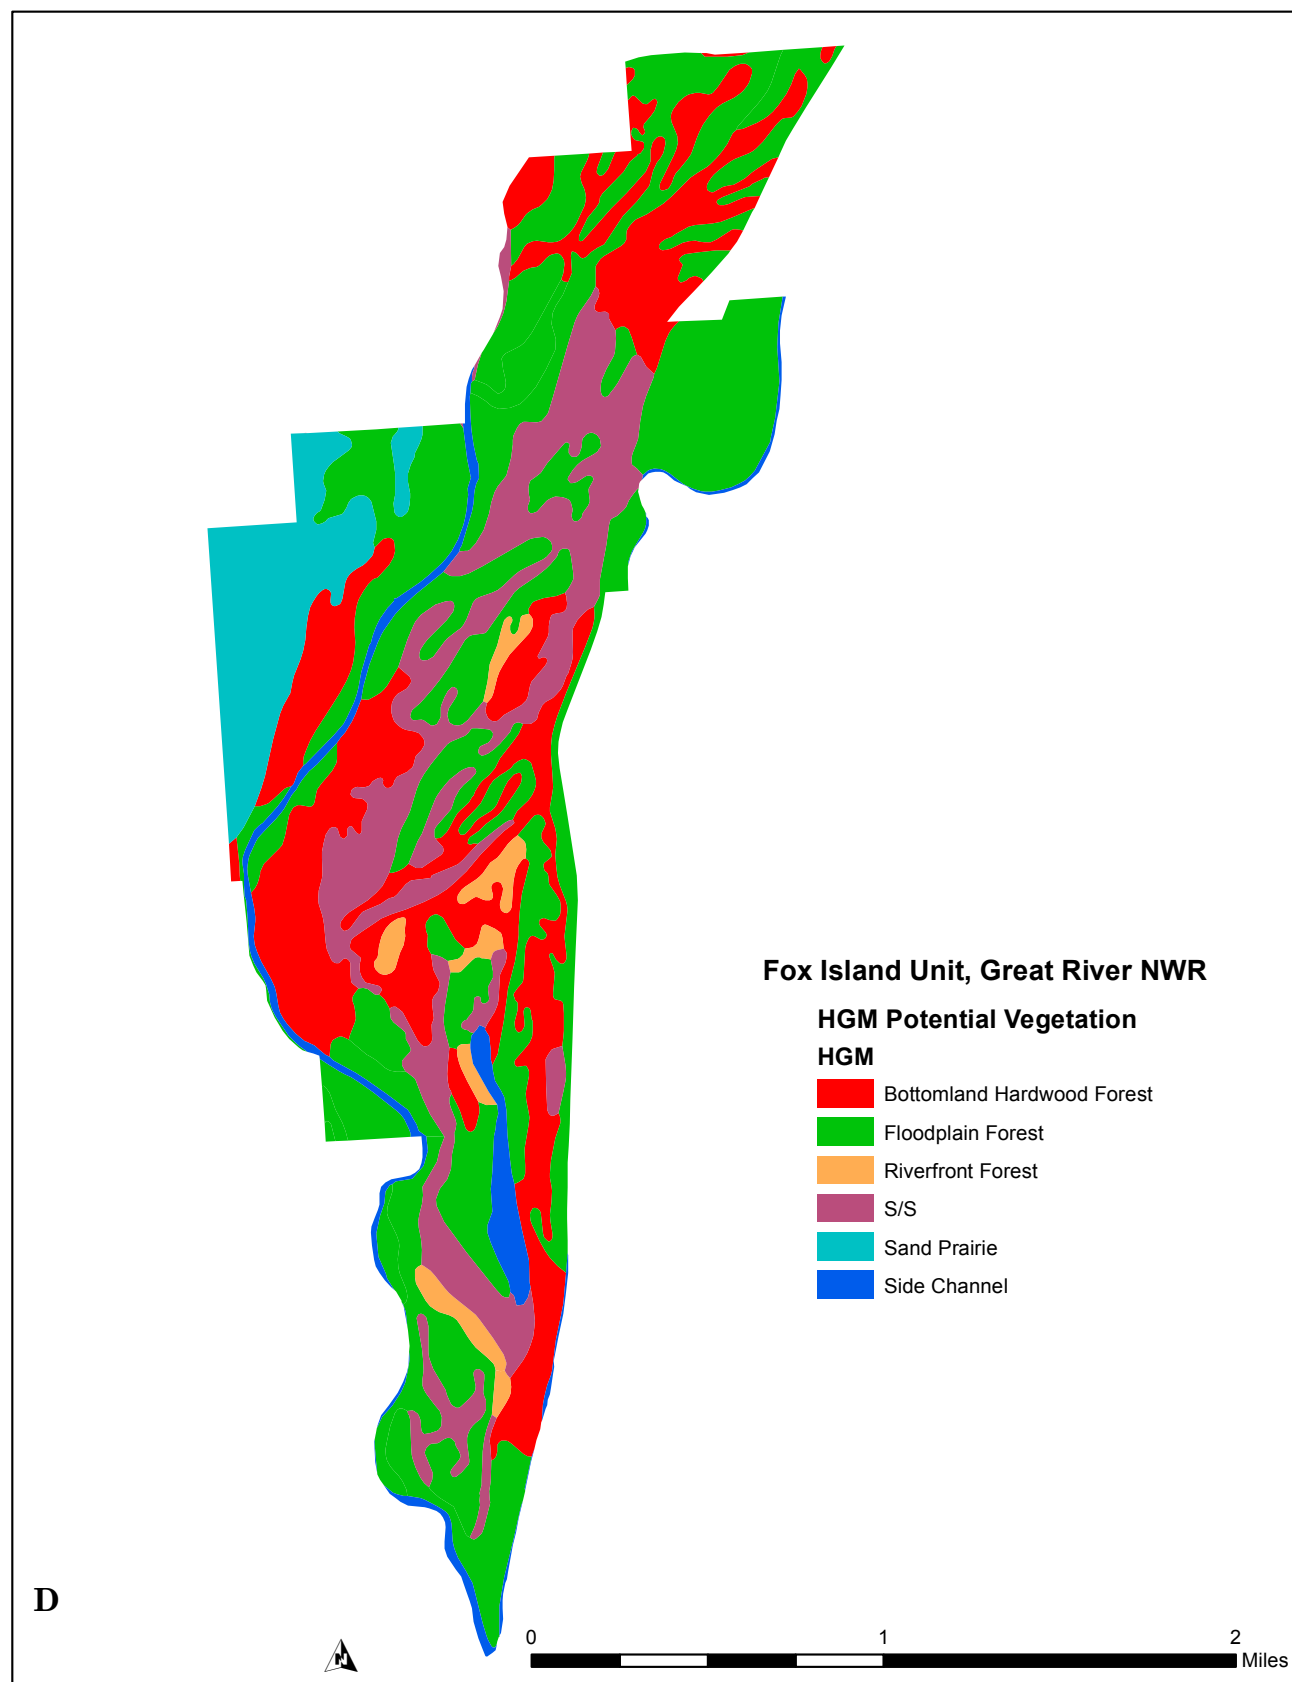 Fox Island Unit, Great River NWR
HGM Potential Vegetation
HGM
Bottomland Hardwood Forest
Floodplain Forest
Riverfront Forest
S/S
Sand Prairie
Side Channel
D
N
0 1 2
Miles